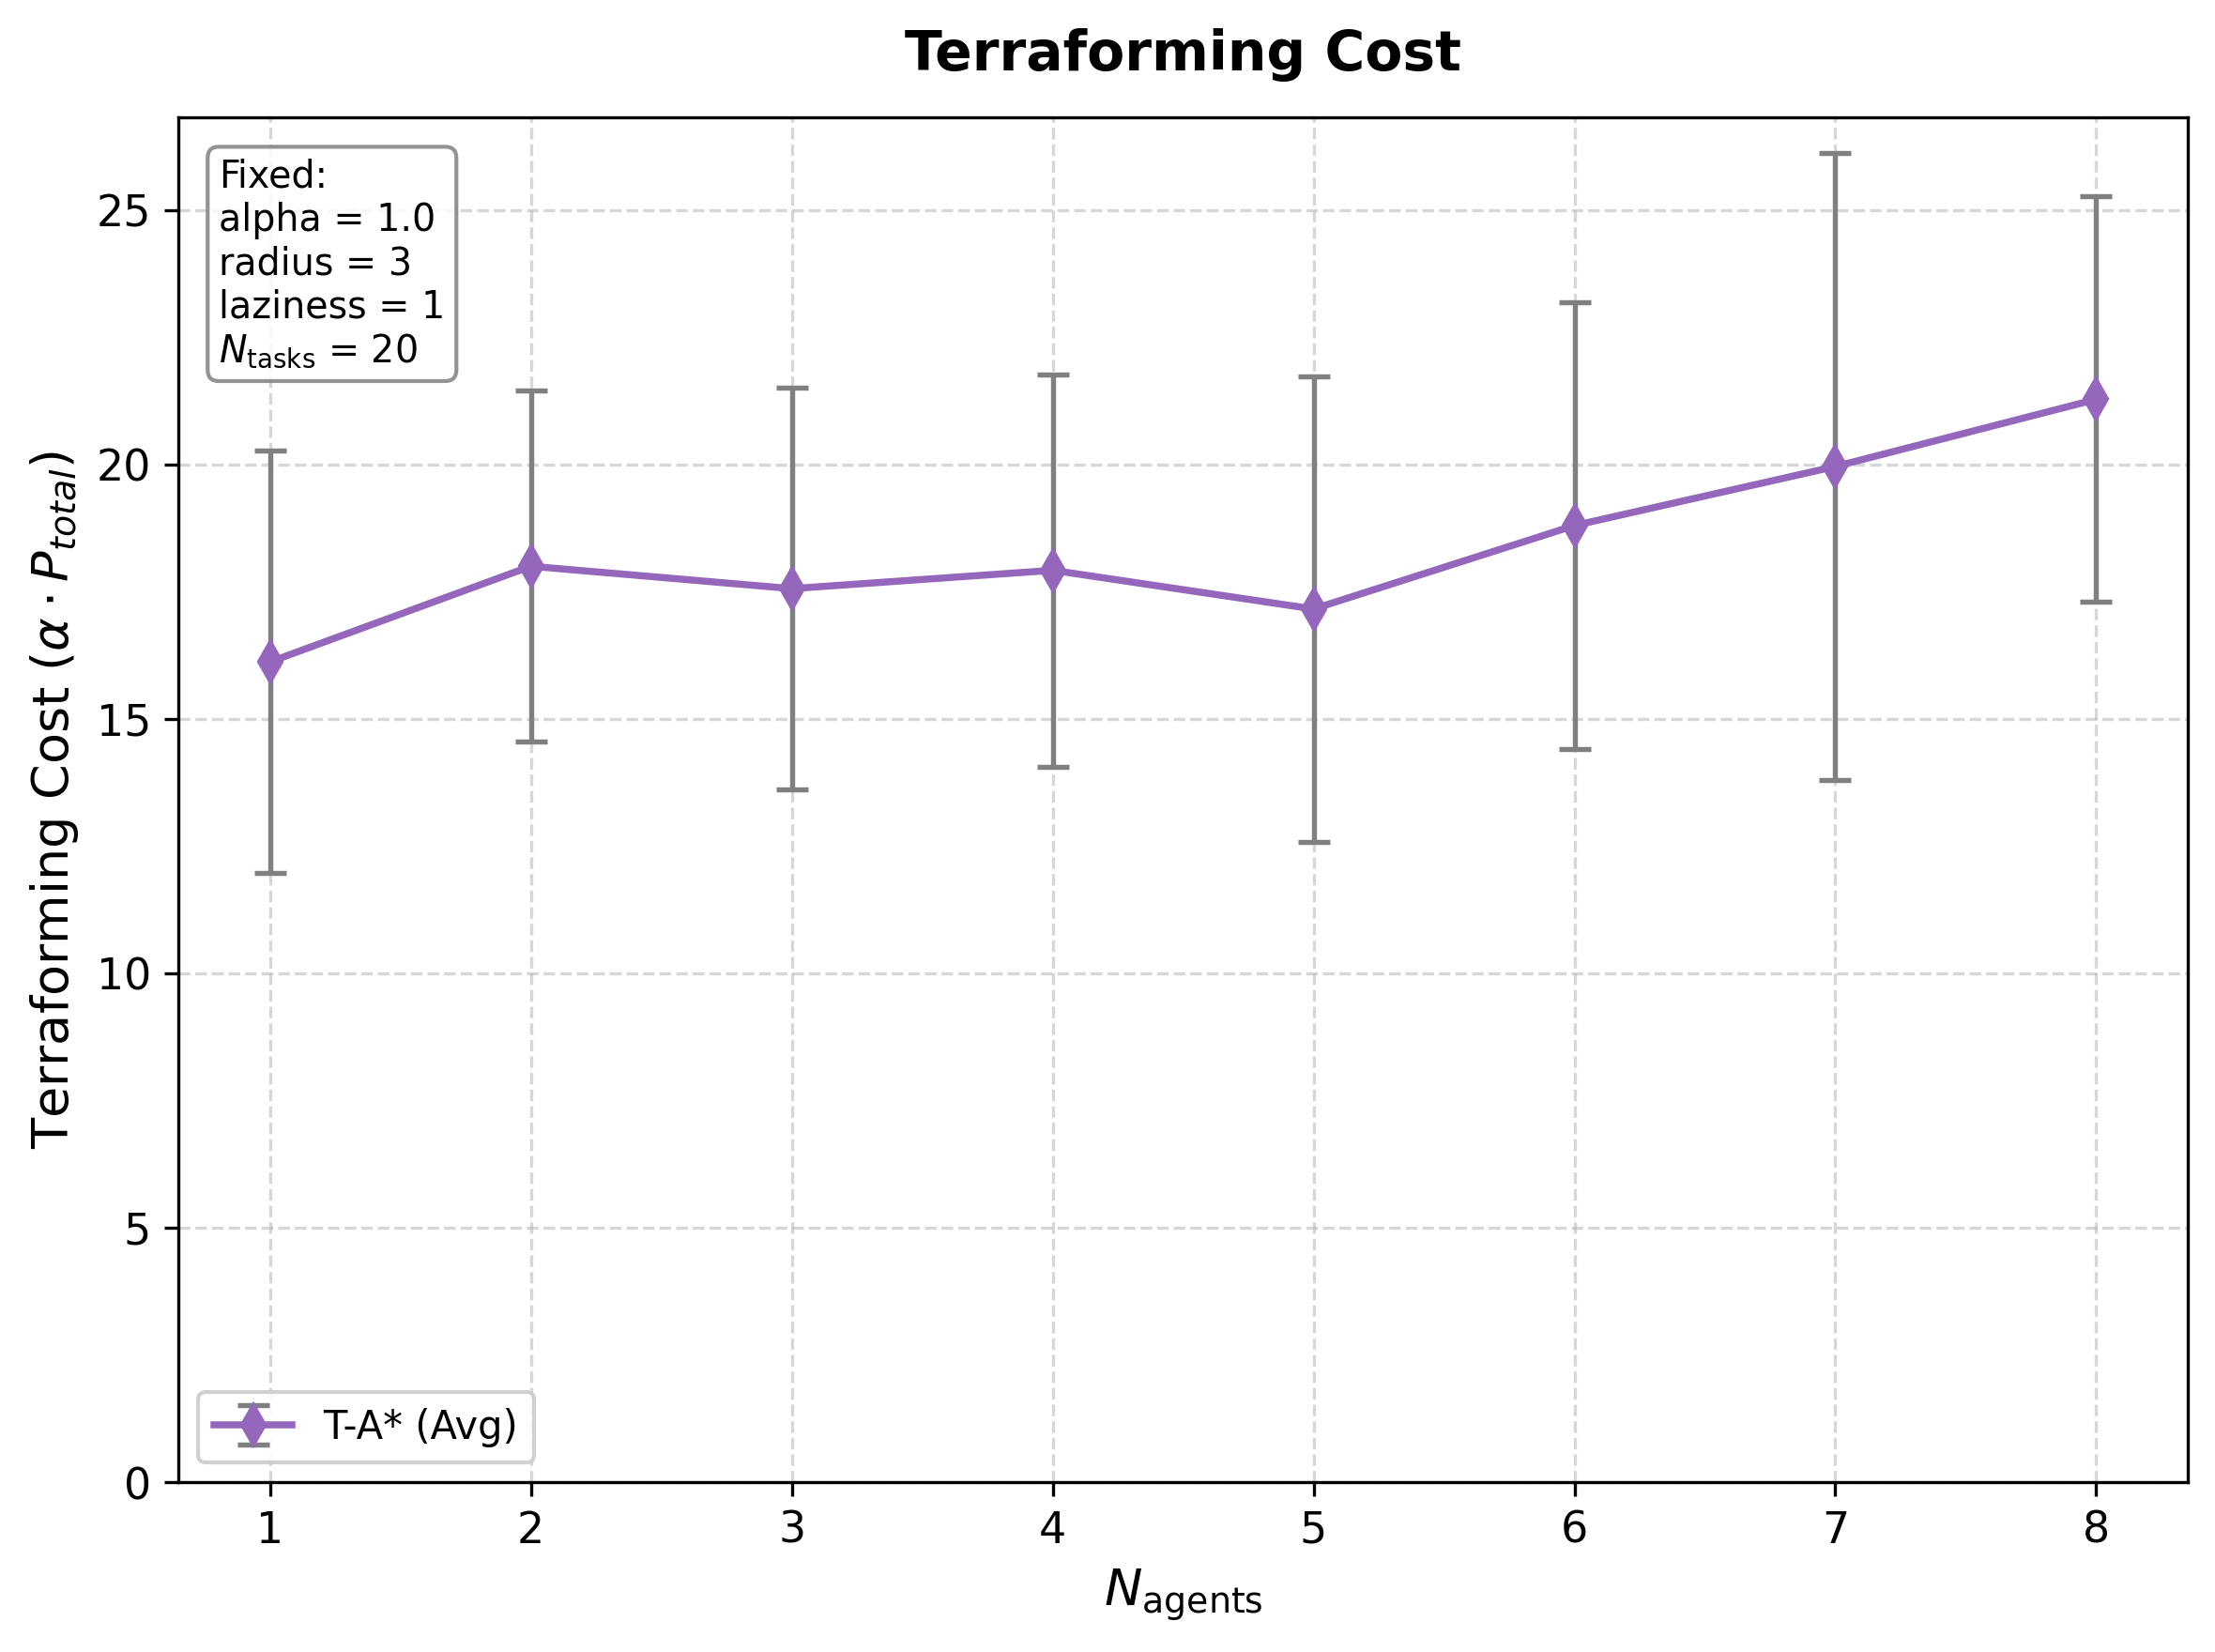 Terraforming Cost
Fixed:
alpha = 1.0
radius = 3
laziness = 1
N_tasks = 20
Terraforming Cost (α · P_total)
25
20
15
10
5
0
T-A* (Avg)
1 2 3 4 5 6 7 8
N_agents